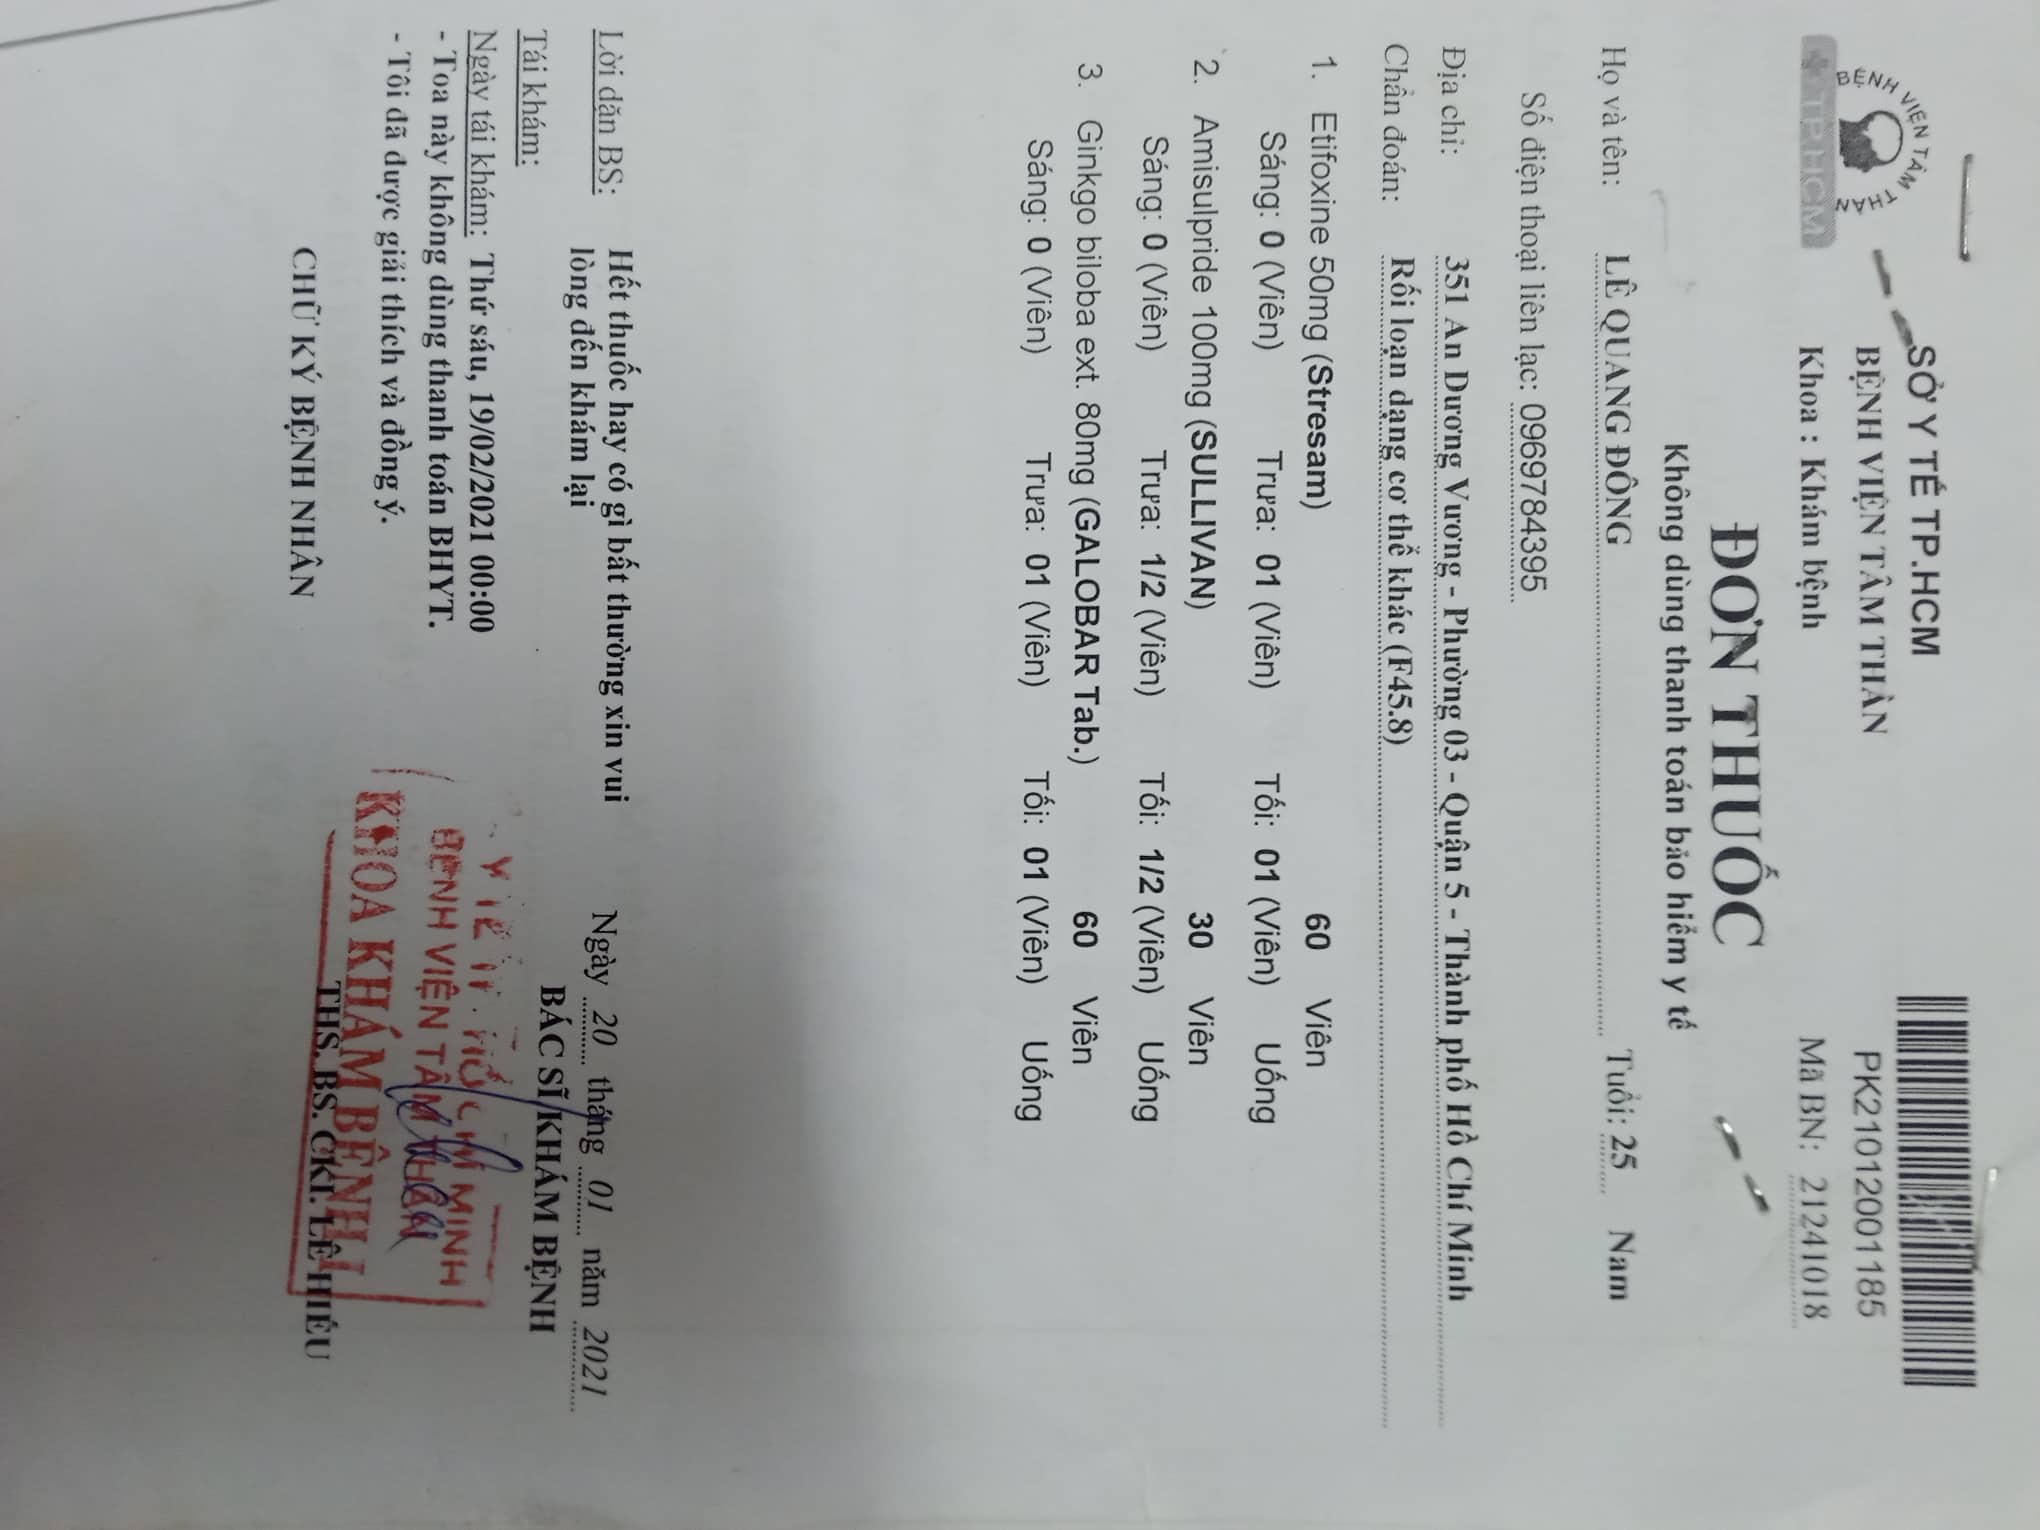 BỆNH VIỆN TÂM THẦN
TP.HCM
SỞ Y TẾ TP.HCM
BỆNH VIỆN TÂM THẦN
Khoa : Khám bệnh
PK21012001185
Mã BN: 21241018
ĐƠN THUỐC
Không dùng thanh toán bảo hiểm y tế
Họ và tên: LÊ QUANG ĐÔNG Tuổi: 25 Nam
Số điện thoại liên lạc: 0969784395
Địa chỉ: 351 An Dương Vương - Phường 03 - Quận 5 - Thành phố Hồ Chí Minh
Chẩn đoán: Rối loạn dạng cơ thể khác (F45.8)
1. Etifoxine 50mg (Stresam) 60 Viên
Sáng: 0 (Viên) Trưa: 01 (Viên) Tối: 01 (Viên) Uống
2. Amisulpride 100mg (SULLIVAN) 30 Viên
Sáng: 0 (Viên) Trưa: 1/2 (Viên) Tối: 1/2 (Viên) Uống
3. Ginkgo biloba ext. 80mg (GALOBAR Tab.) 60 Viên
Sáng: 0 (Viên) Trưa: 01 (Viên) Tối: 01 (Viên) Uống
Lời dặn BS: Hết thuốc hay có gì bất thường xin vui
lòng đến khám lại
Ngày 20 tháng 01 năm 2021
Tái khám:
BÁC SĨ KHÁM BỆNH
Ngày tái khám: Thứ sáu, 19/02/2021 00:00
- Toa này không dùng thanh toán BHYT.
- Tôi đã được giải thích và đồng ý.
CHỮ KÝ BỆNH NHÂN
HỒ CHÍ MINH
BỆNH VIỆN TÂM THẦN
KHOA KHÁM BỆNH I
THS. BS. CKI. LÊ HIẾU